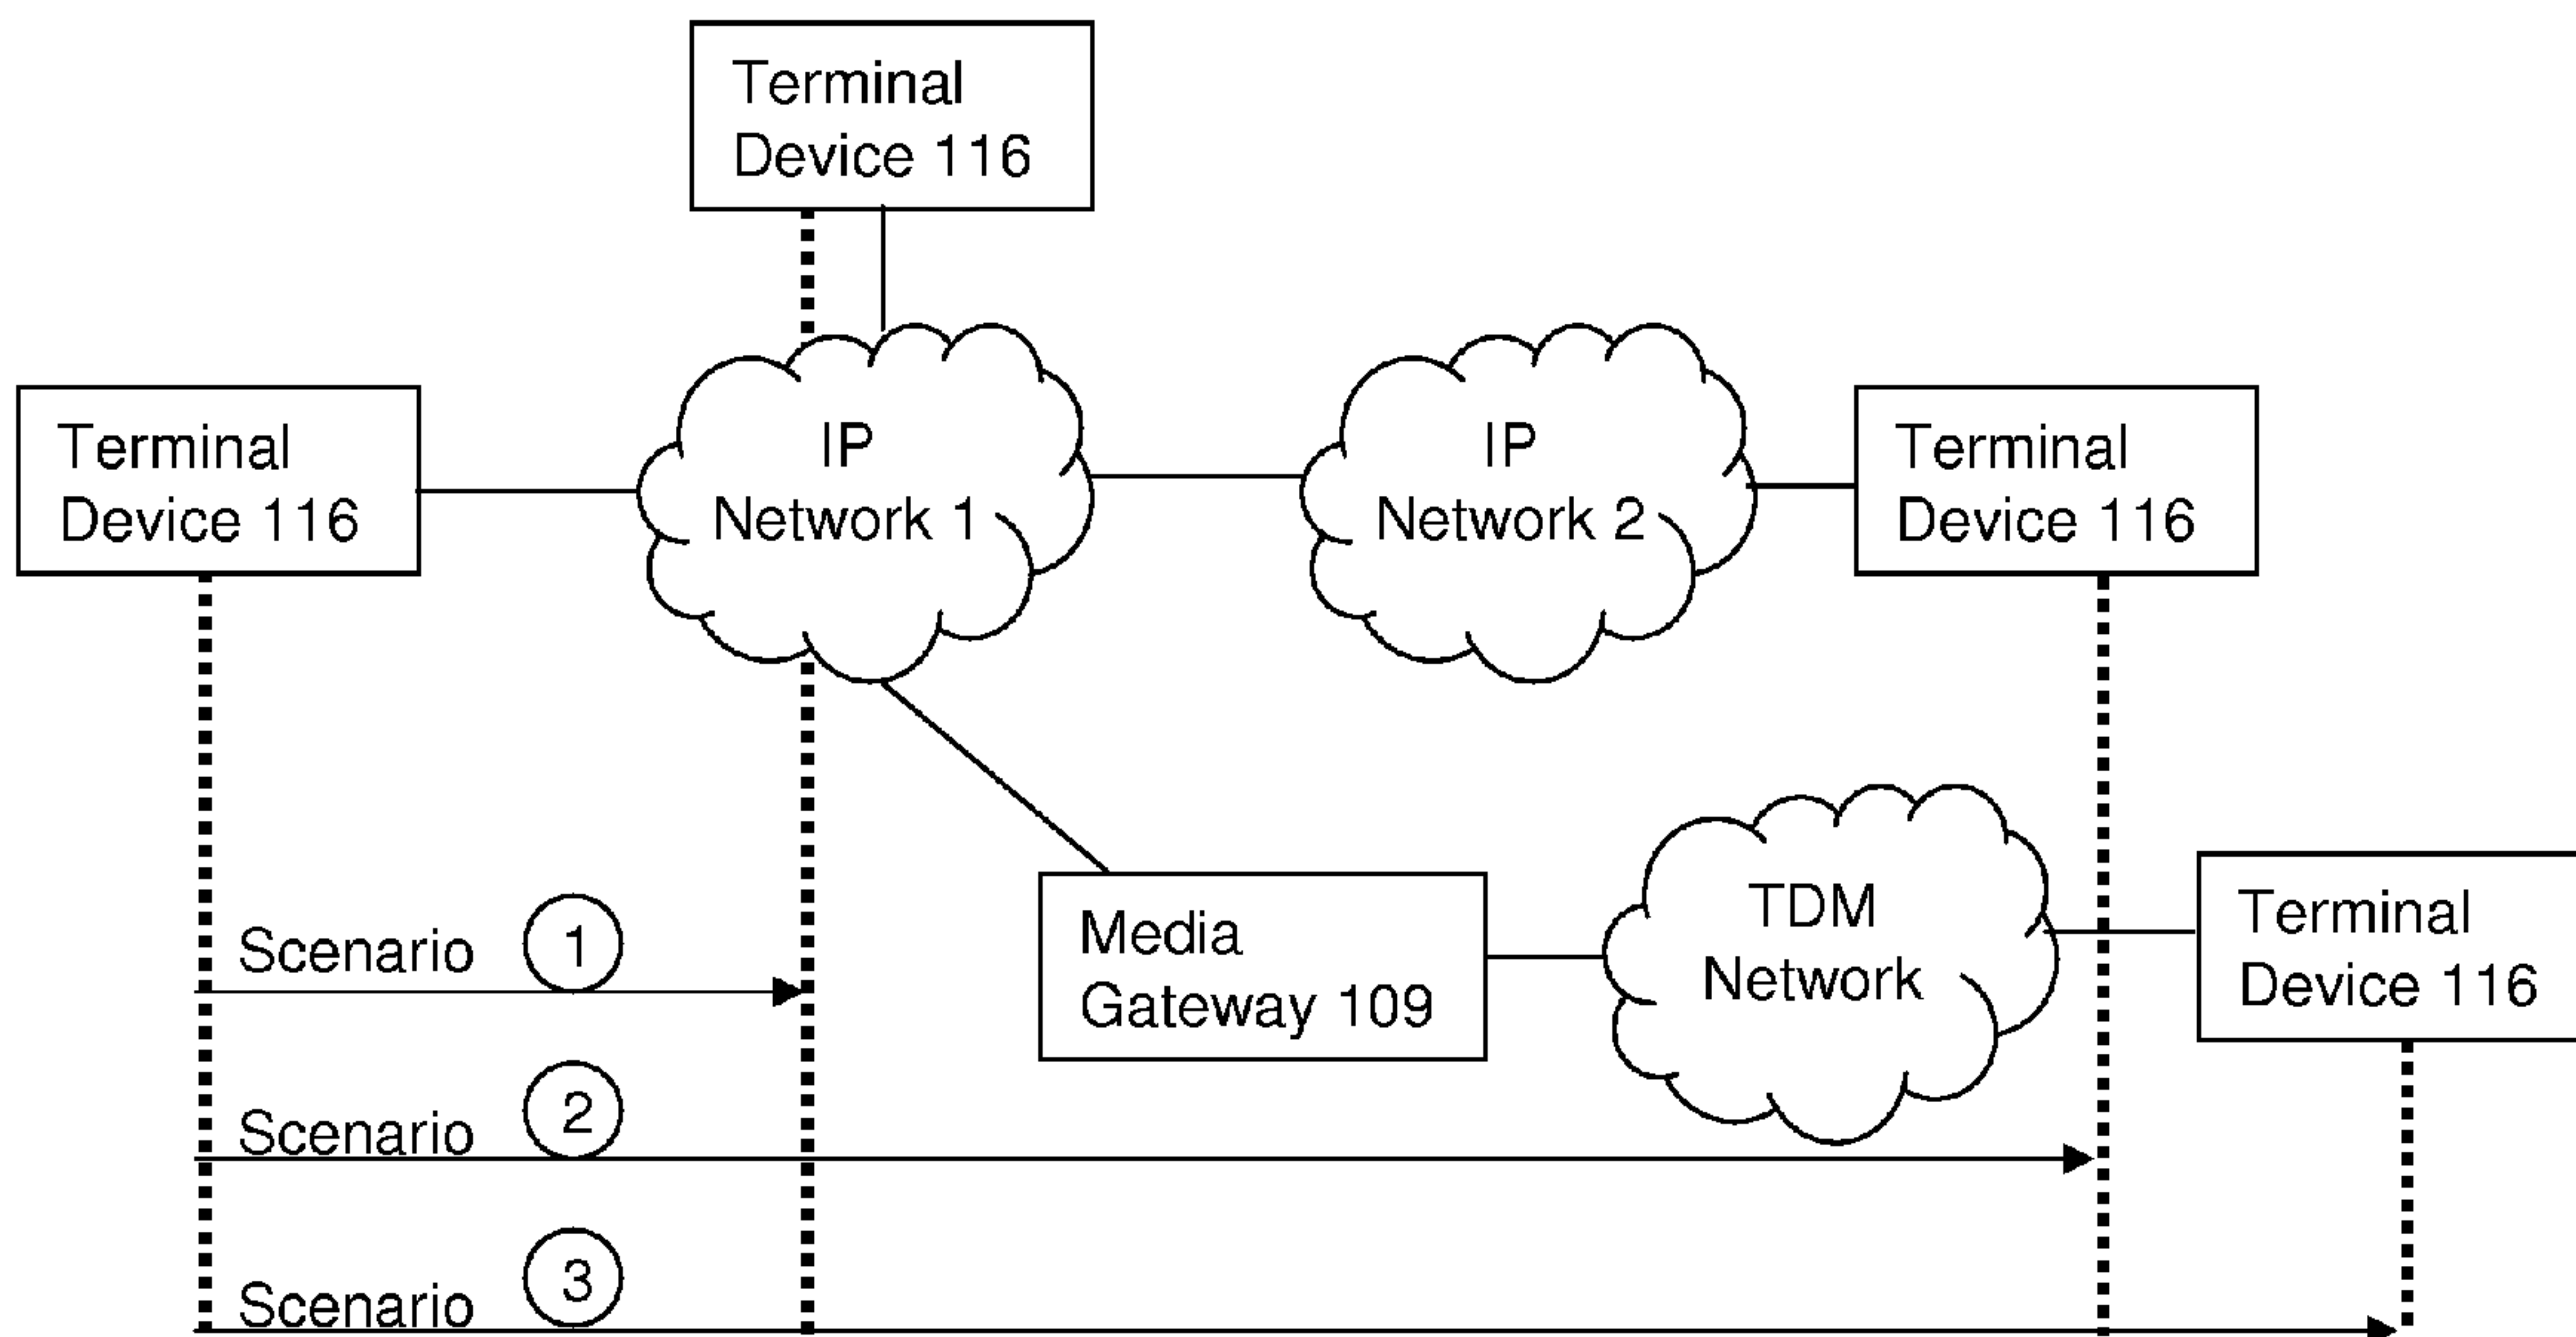 Terminal
Device 116
Terminal
Device 116
IP
Network 1
IP
Network 2
Terminal
Device 116
Media
Gateway 109
TDM
Network
Terminal
Device 116
Scenario 1
Scenario 2
Scenario 3